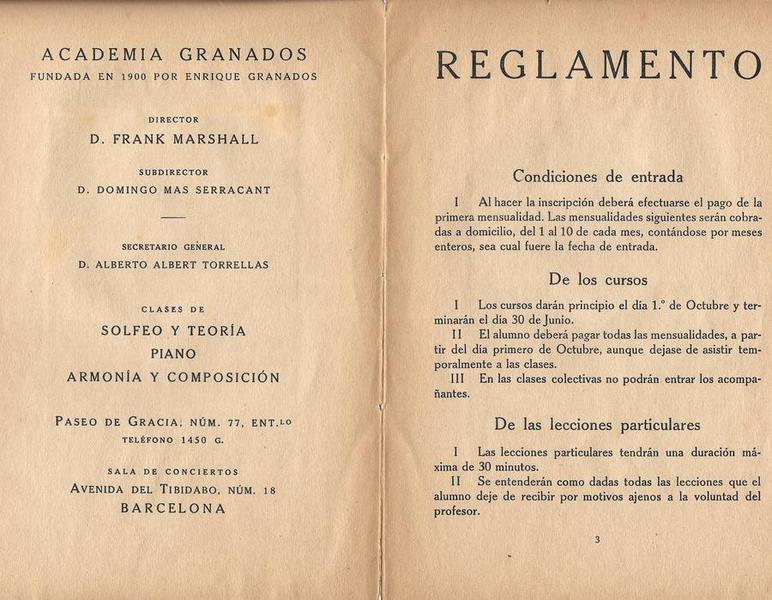 ACADEMIA GRANADOS
FUNDADA EN 1900 POR ENRIQUE GRANADOS
DIRECTOR
D. FRANK MARSHALL
SUBDIRECTOR
D. DOMINGO MAS SERRACANT
SECRETARIO GENERAL
D. ALBERTO ALBERT TORRELLAS
CLASES DE
SOLFEO Y TEORÍA
PIANO
ARMONÍA Y COMPOSICIÓN
PASEO DE GRACIA, NÚM. 77, ENT.LO
TELÉFONO 1450 G.
SALA DE CONCIERTOS
AVENIDA DEL TIBIDABO, NÚM. 18
BARCELONA
REGLAMENTO
Condiciones de entrada
I Al hacer la inscripción deberá efectuarse el pago de la
primera mensualidad. Las mensualidades siguientes serán cobra-
das a domicilio, del 1 al 10 de cada mes, contándose por meses
enteros, sea cual fuere la fecha de entrada.
De los cursos
I Los cursos darán principio el día 1.º de Octubre y ter-
minarán el día 30 de Junio.
II El alumno deberá pagar todas las mensualidades, a par-
tir del día primero de Octubre, aunque dejase de asistir tem-
poralmente a las clases.
III En las clases colectivas no podrán entrar los acompa-
ñantes.
De las lecciones particulares
I Las lecciones particulares tendrán una duración má-
xima de 30 minutos.
II Se entenderán como dadas todas las lecciones que el
alumno deje de recibir por motivos ajenos a la voluntad del
profesor.
3